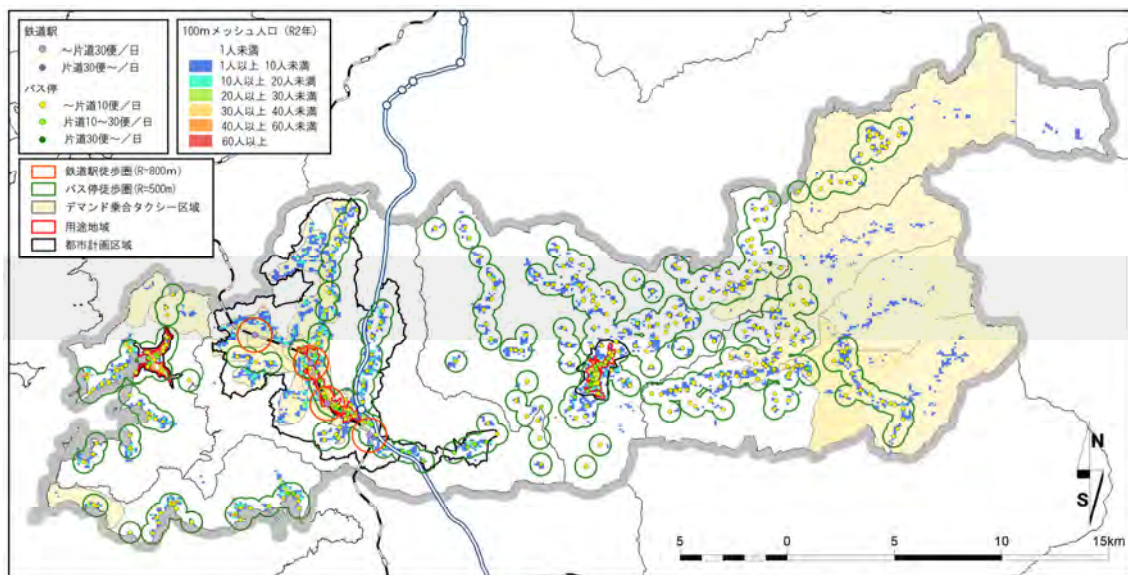 鉄道駅
～片道30便／日
片道30便～／日
バス停
～片道10便／日
片道10～30便／日
片道30便～／日
100mメッシュ人口（R2年）
1人未満
1人以上 10人未満
10人以上 20人未満
20人以上 30人未満
30人以上 40人未満
40人以上 60人未満
60人以上
鉄道駅徒歩圏(R=800m)
バス停徒歩圏(R=500m)
デマンド乗合タクシー区域
用途地域
都市計画区域
N
S
5 0 5 10 15km